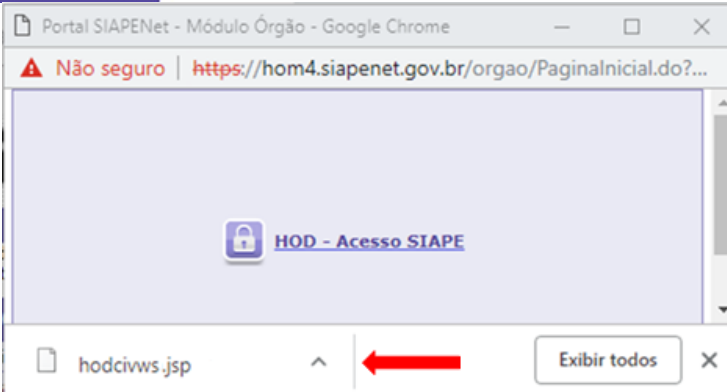 Portal SIAPENet - Módulo Órgão - Google Chrome
Não seguro | https://hom4.siapenet.gov.br/orgao/PaginaInicial.do?...
HOD - Acesso SIAPE
hodcivws.jsp
Exibir todos